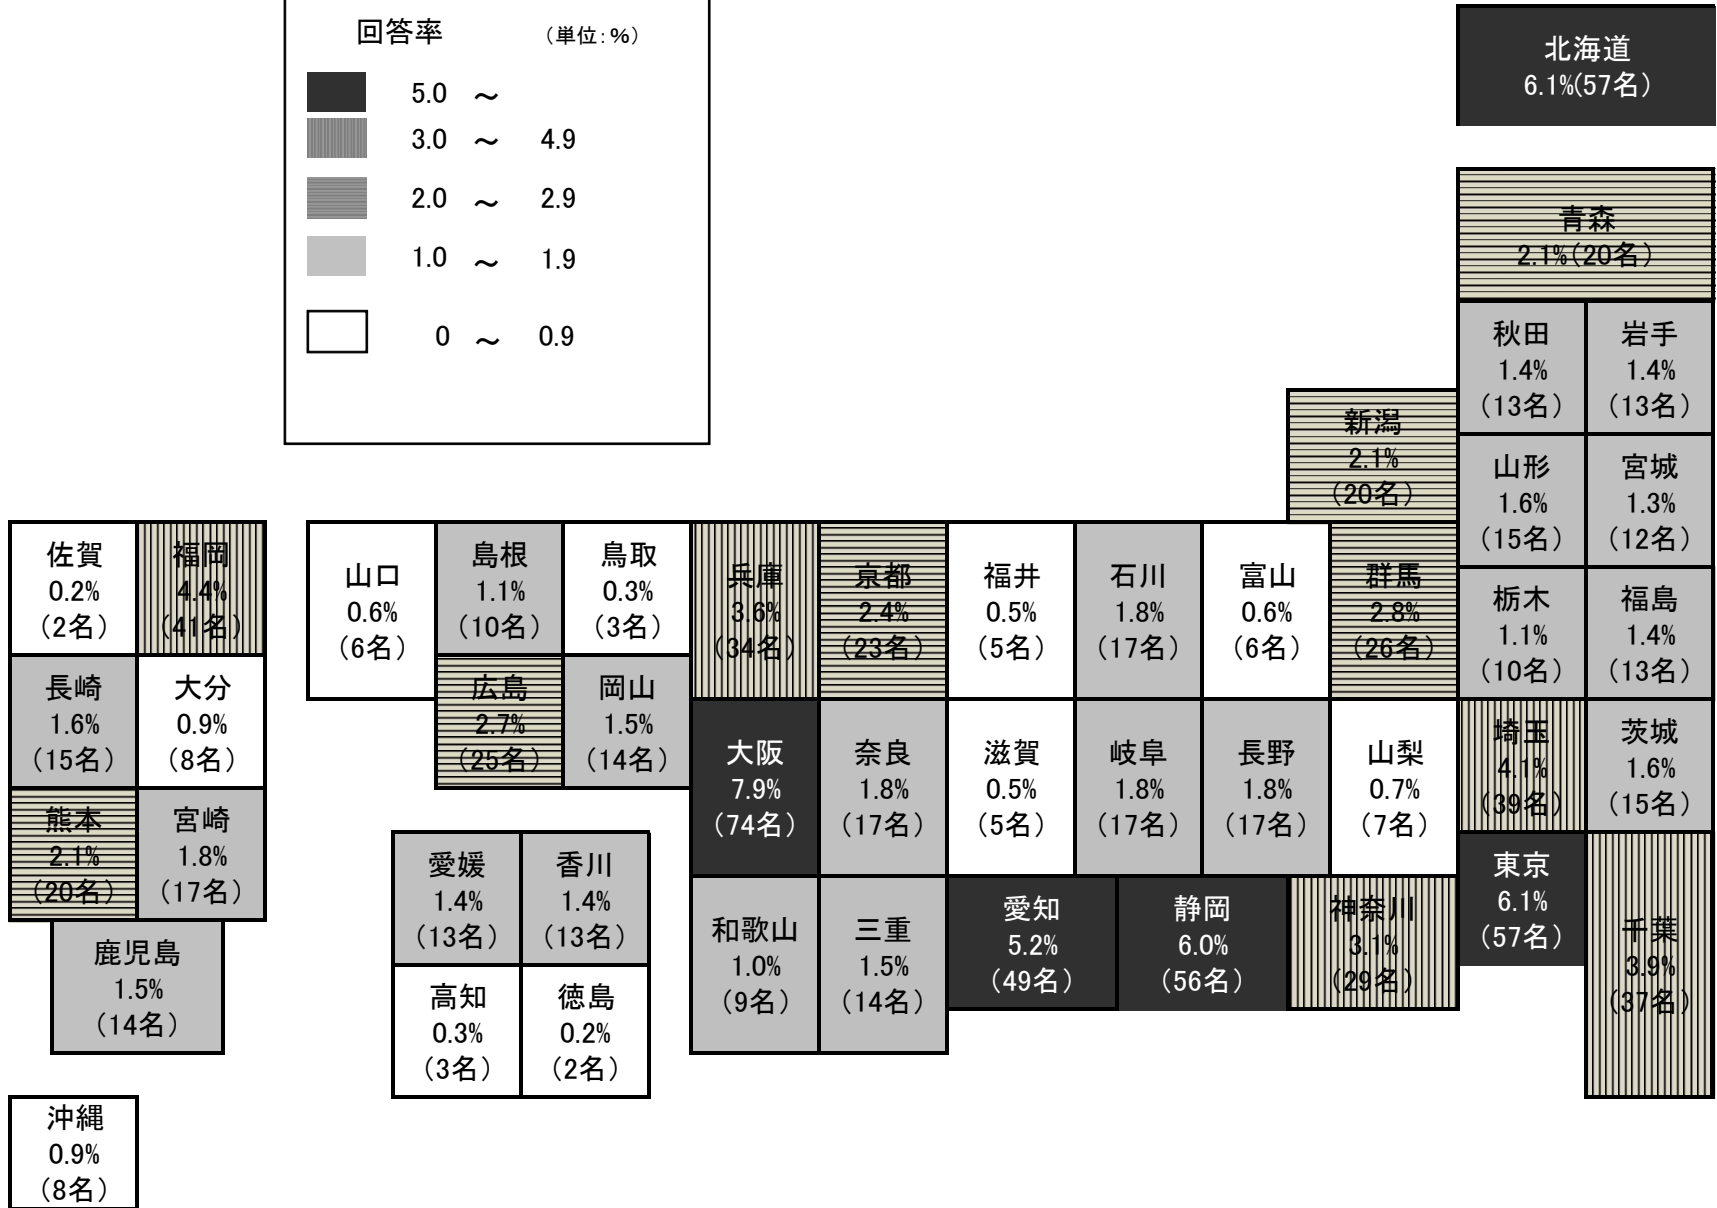 回答率 （単位：％）
5.0 ～
3.0 ～ 4.9
2.0 ～ 2.9
1.0 ～ 1.9
0 ～ 0.9
北海道
6.1%(57名)
青森
2.1%(20名)
秋田
1.4%
(13名)
岩手
1.4%
(13名)
新潟
2.1%
(20名)
山形
1.6%
(15名)
宮城
1.3%
(12名)
佐賀
0.2%
(2名)
福岡
4.4%
(41名)
山口
0.6%
(6名)
島根
1.1%
(10名)
鳥取
0.3%
(3名)
兵庫
3.6%
(34名)
京都
2.4%
(23名)
福井
0.5%
(5名)
石川
1.8%
(17名)
富山
0.6%
(6名)
群馬
2.8%
(26名)
栃木
1.1%
(10名)
福島
1.4%
(13名)
長崎
1.6%
(15名)
大分
0.9%
(8名)
広島
2.7%
(25名)
岡山
1.5%
(14名)
大阪
7.9%
(74名)
奈良
1.8%
(17名)
滋賀
0.5%
(5名)
岐阜
1.8%
(17名)
長野
1.8%
(17名)
山梨
0.7%
(7名)
埼玉
4.1%
(39名)
茨城
1.6%
(15名)
熊本
2.1%
(20名)
宮崎
1.8%
(17名)
愛媛
1.4%
(13名)
香川
1.4%
(13名)
和歌山
1.0%
(9名)
三重
1.5%
(14名)
愛知
5.2%
(49名)
静岡
6.0%
(56名)
神奈川
3.1%
(29名)
東京
6.1%
(57名)
千葉
3.9%
(37名)
鹿児島
1.5%
(14名)
高知
0.3%
(3名)
徳島
0.2%
(2名)
沖縄
0.9%
(8名)